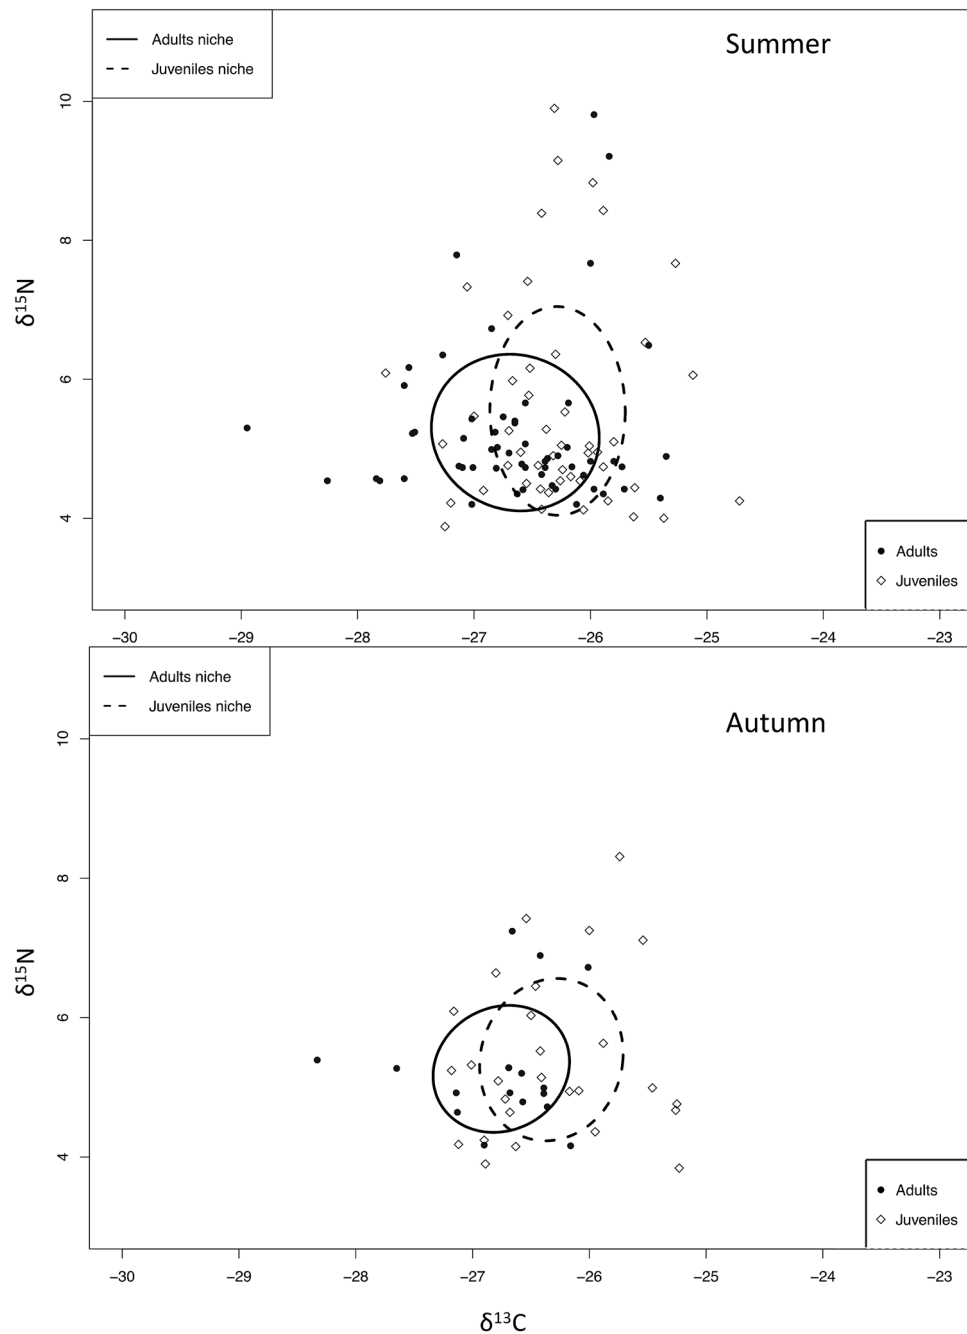 Adults niche
Juveniles niche
Summer
10
8
6
4
δ¹⁵N
Adults
Juveniles
−30 −29 −28 −27 −26 −25 −24 −23
Adults niche
Juveniles niche
Autumn
10
8
6
4
δ¹⁵N
Adults
Juveniles
−30 −29 −28 −27 −26 −25 −24 −23
δ¹³C